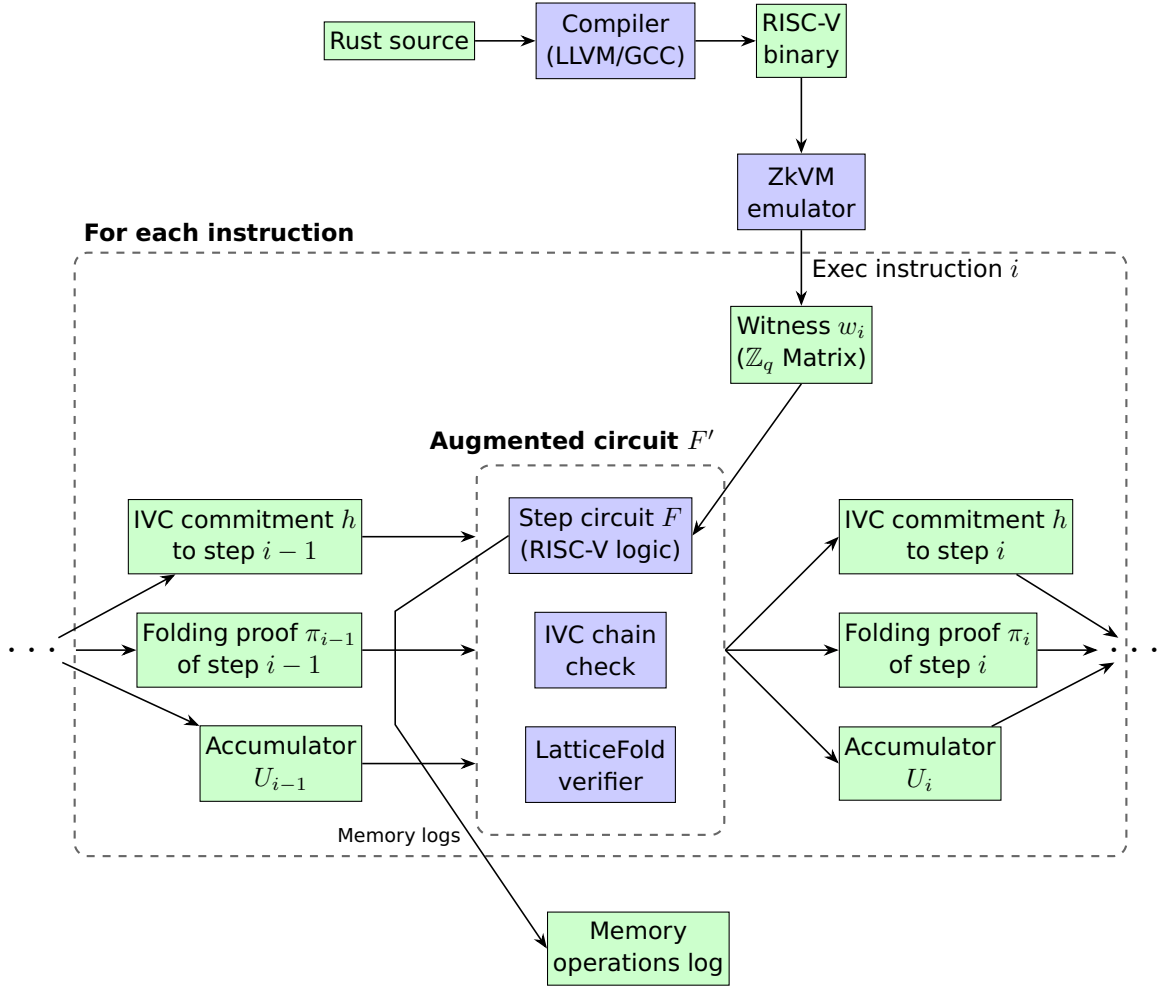 Rust source
Compiler
(LLVM/GCC)
RISC-V
binary
ZkVM
emulator
For each instruction
Exec instruction i
Witness w_i
(ℤ_q Matrix)
Augmented circuit F′
IVC commitment h
to step i − 1
Step circuit F
(RISC-V logic)
IVC commitment h
to step i
· · ·
Folding proof π_{i−1}
of step i − 1
IVC chain
check
Folding proof π_i
of step i
· · ·
Accumulator
U_{i−1}
LatticeFold
verifier
Accumulator
U_i
Memory logs
Memory
operations log